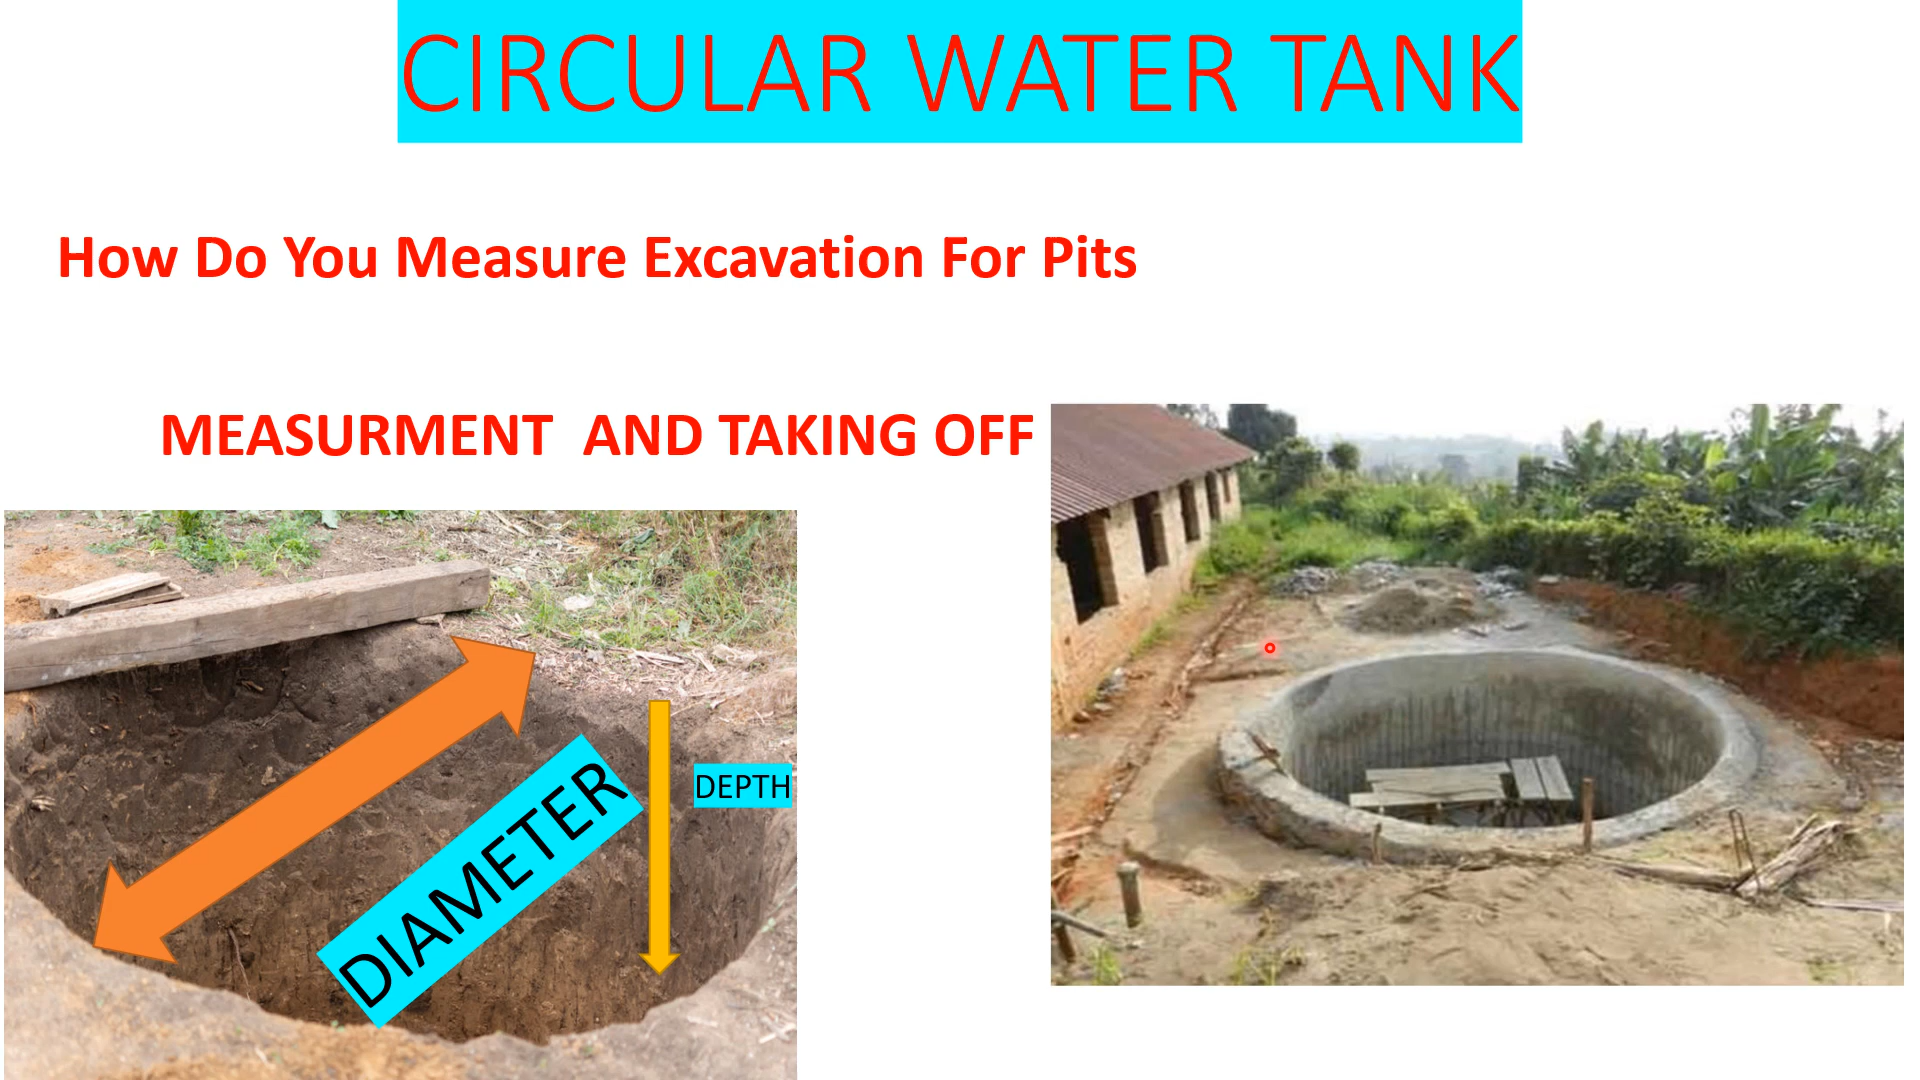 CIRCULAR WATER TANK
How Do You Measure Excavation For Pits
MEASURMENT AND TAKING OFF
DIAMETER
DEPTH